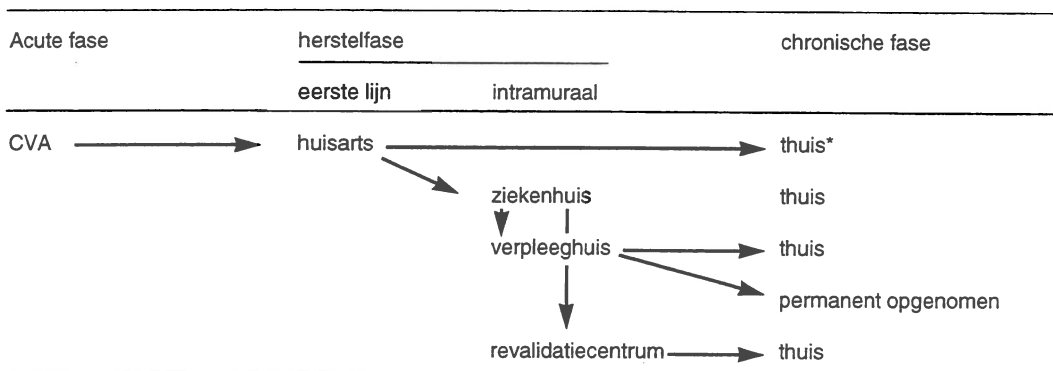 Acute fase herstelfase chronische fase
eerste lijn intramuraal
CVA huisarts thuis*
ziekenhuis thuis
verpleeghuis thuis
permanent opgenomen
revalidatiecentrum thuis